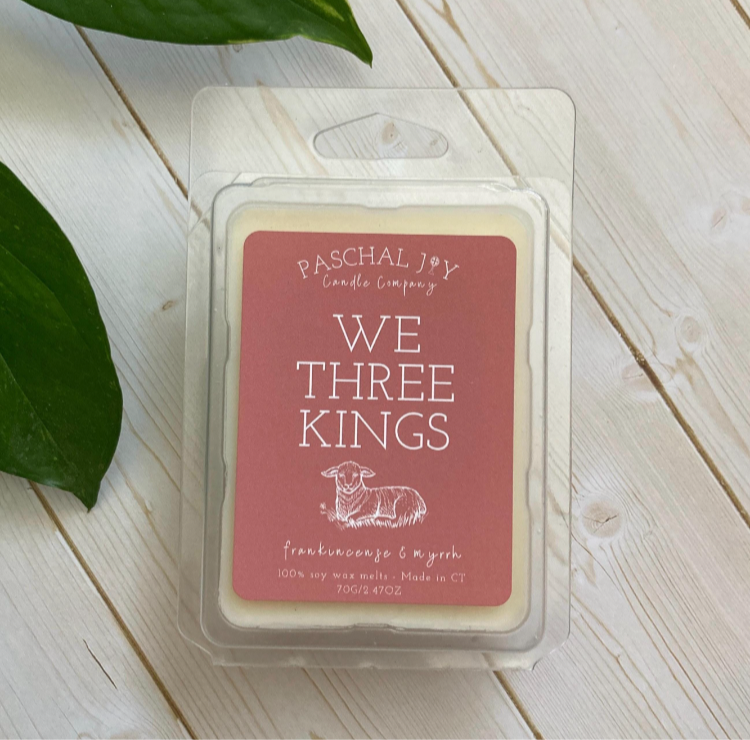 PASCHAL JOY
Candle Company
WE
THREE
KINGS
frankincense & myrrh
100% soy wax melts - Made in CT
70G/2.47OZ